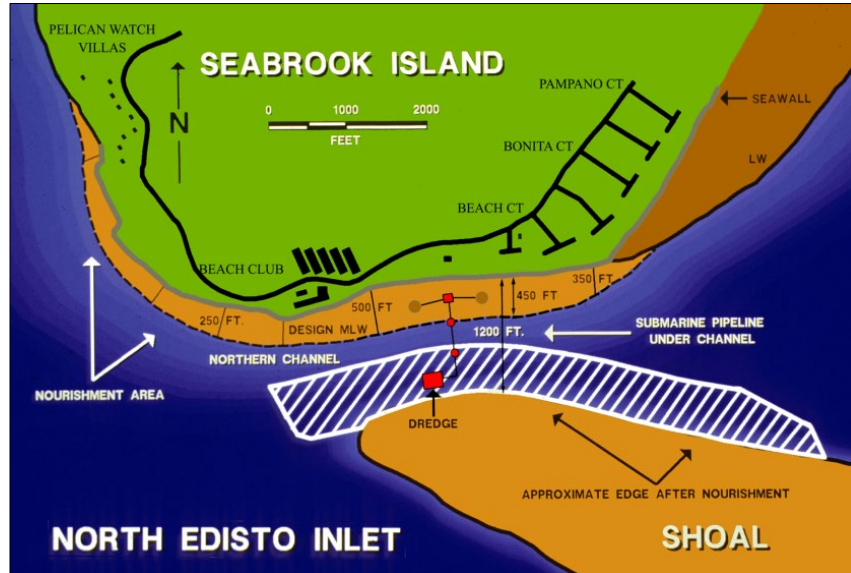 PELICAN WATCH
VILLAS
SEABROOK ISLAND
N
0 1000 2000
FEET
PAMPANO CT
SEAWALL
BONITA CT
LW
BEACH CT
BEACH CLUB
250 FT.
DESIGN MLW
500 FT
1200 FT.
450 FT
350 FT.
NORTHERN CHANNEL
SUBMARINE PIPELINE
UNDER CHANNEL
NOURISHMENT AREA
DREDGE
APPROXIMATE EDGE AFTER NOURISHMENT
NORTH EDISTO INLET
SHOAL